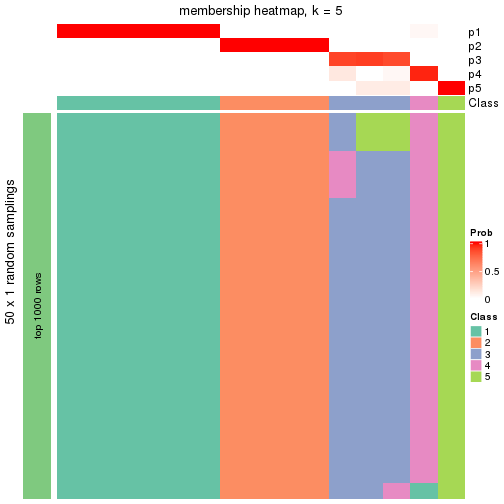 membership heatmap, k = 5
p1
p2
p3
p4
p5
Class
50 x 1 random samplings
top 1000 rows
Prob
1
0.5
0
Class
1
2
3
4
5